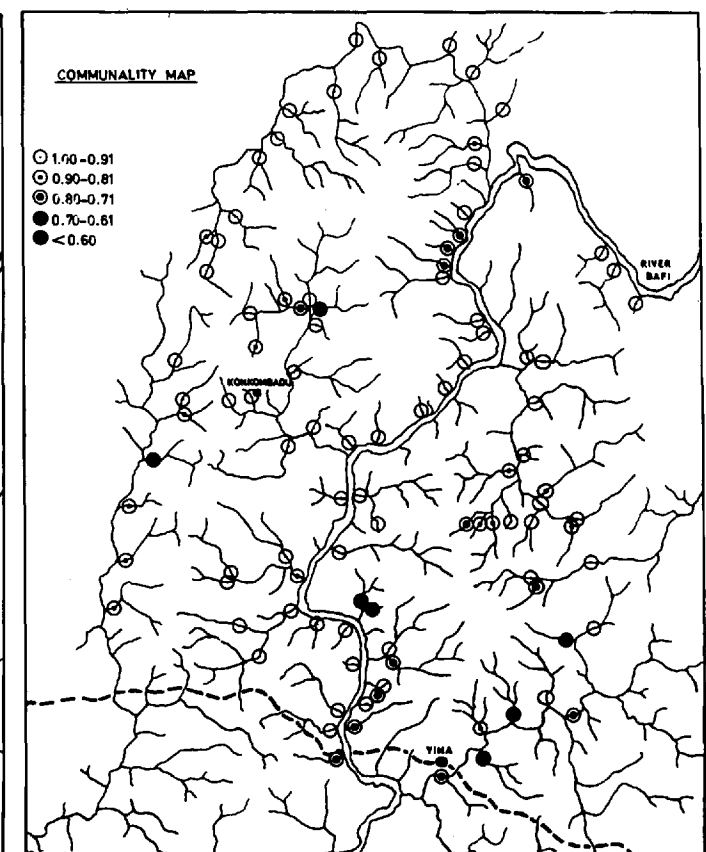 COMMUNALITY MAP
1.00-0.91
0.90-0.81
0.80-0.71
0.70-0.61
<0.60
RIVER
BAFI
KONKOMBADU
YIMA